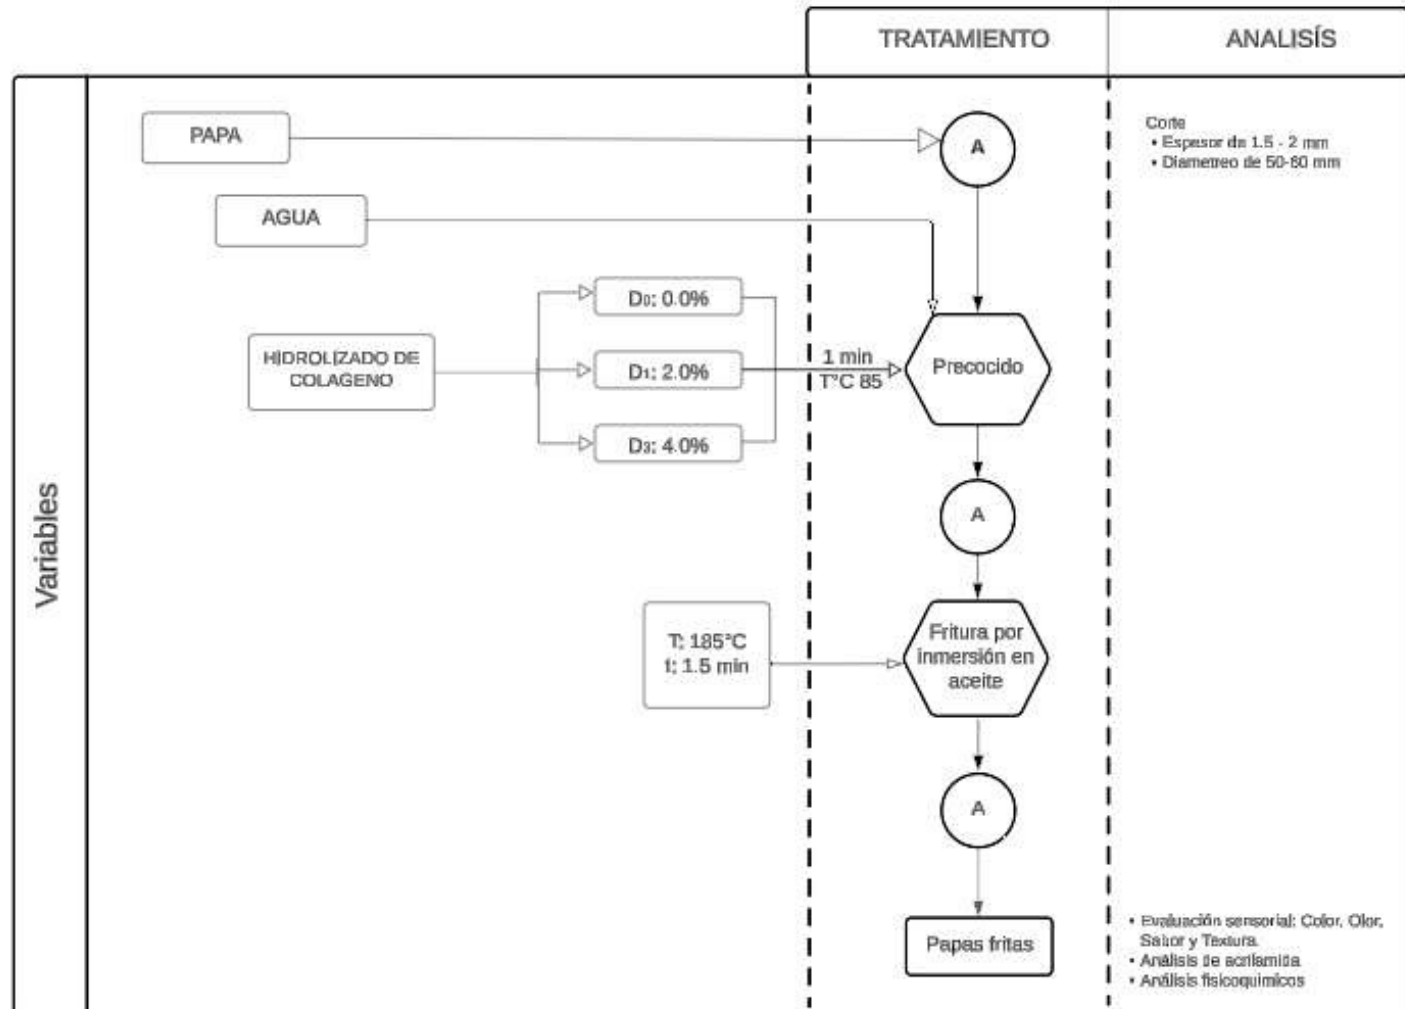 TRATAMIENTO
ANALISÍS
PAPA
A
Corte
• Espesor de 1.5 - 2 mm
• Diametreo de 50-60 mm
AGUA
D0: 0.0%
HIDROLIZADO DE
COLAGENO
D1: 2.0%
1 min
T°C 85
Precocido
D3: 4.0%
A
Variables
T: 185°C
t: 1.5 min
Fritura por
inmersión en
aceite
A
Papas fritas
• Evaluación sensorial: Color, Olor,
Sabor y Textura.
• Análisis de acrilamida
• Análisis fisicoquimicos